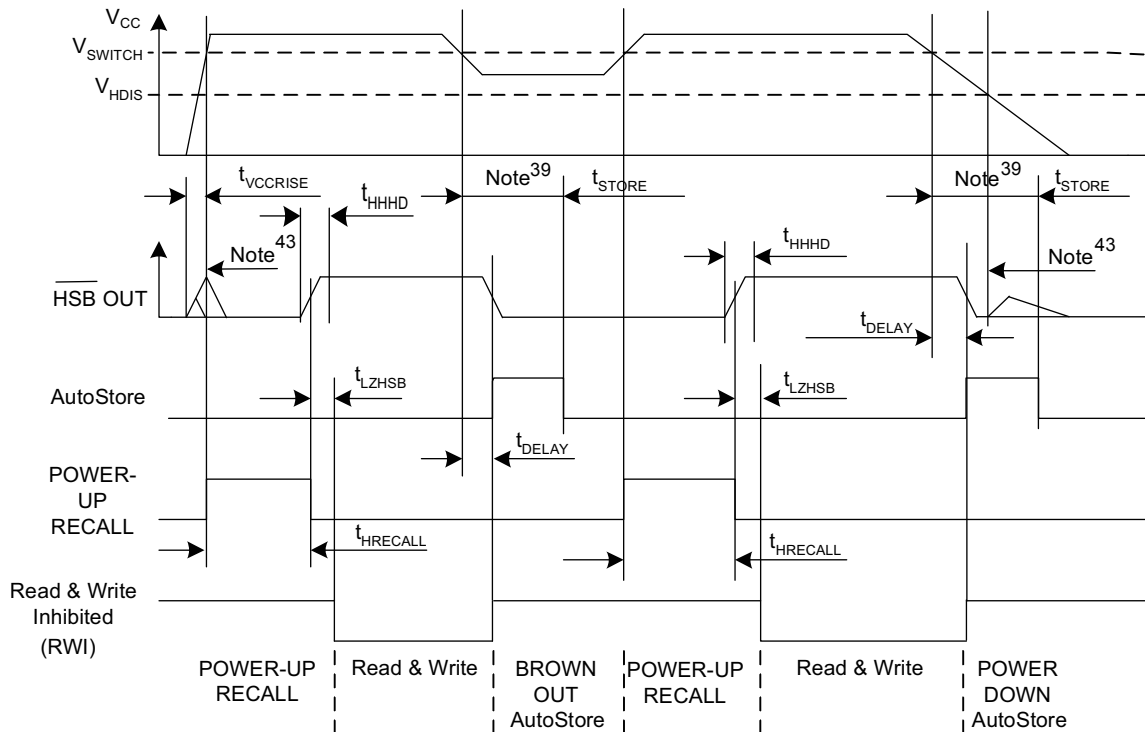 VCC
VSWITCH
VHDIS
tVCCRISE
Note39
tSTORE
Note39
tSTORE
tHHHD
Note43
tHHHD
Note43
HSB OUT
tDELAY
tLZHSB
tLZHSB
AutoStore
tDELAY
POWER-
UP
RECALL
tHRECALL
tHRECALL
Read & Write
Inhibited
(RWI)
POWER-UP
RECALL
Read & Write
BROWN
OUT
AutoStore
POWER-UP
RECALL
Read & Write
POWER
DOWN
AutoStore